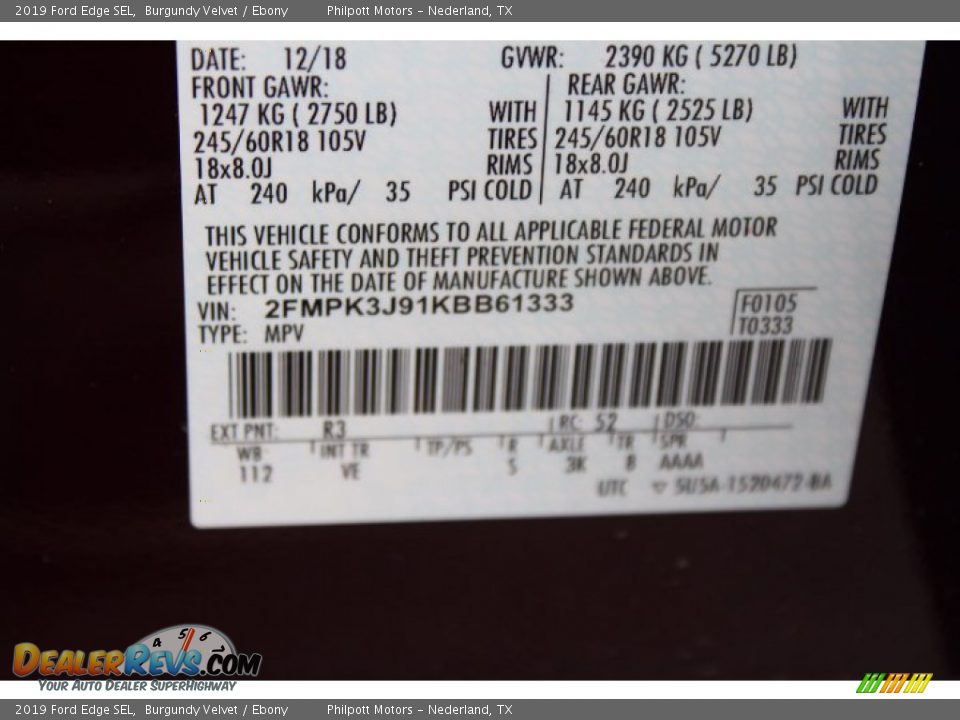 2019 Ford Edge SEL, Burgundy Velvet / Ebony Philpott Motors - Nederland, TX
DATE: 12/18 GVWR: 2390 KG ( 5270 LB)
FRONT GAWR: REAR GAWR:
1247 KG ( 2750 LB) WITH 1145 KG ( 2525 LB) WITH
245/60R18 105V TIRES 245/60R18 105V TIRES
18x8.0J RIMS 18x8.0J RIMS
AT 240 kPa/ 35 PSI COLD AT 240 kPa/ 35 PSI COLD
THIS VEHICLE CONFORMS TO ALL APPLICABLE FEDERAL MOTOR
VEHICLE SAFETY AND THEFT PREVENTION STANDARDS IN
EFFECT ON THE DATE OF MANUFACTURE SHOWN ABOVE.
VIN: 2FMPK3J91KBB61333 F0105
TYPE: MPV T0333
EXT PNT: R3 RC: 52 DSO:
WB INT TR TP/PS R AXLE TR SPR
112 VE 5 3K B AAAA
UTC 5U5A-1520472-BA
4 5 6
DEALERREVS.COM
YOUR AUTO DEALER SUPERHIGHWAY
2019 Ford Edge SEL, Burgundy Velvet / Ebony Philpott Motors - Nederland, TX